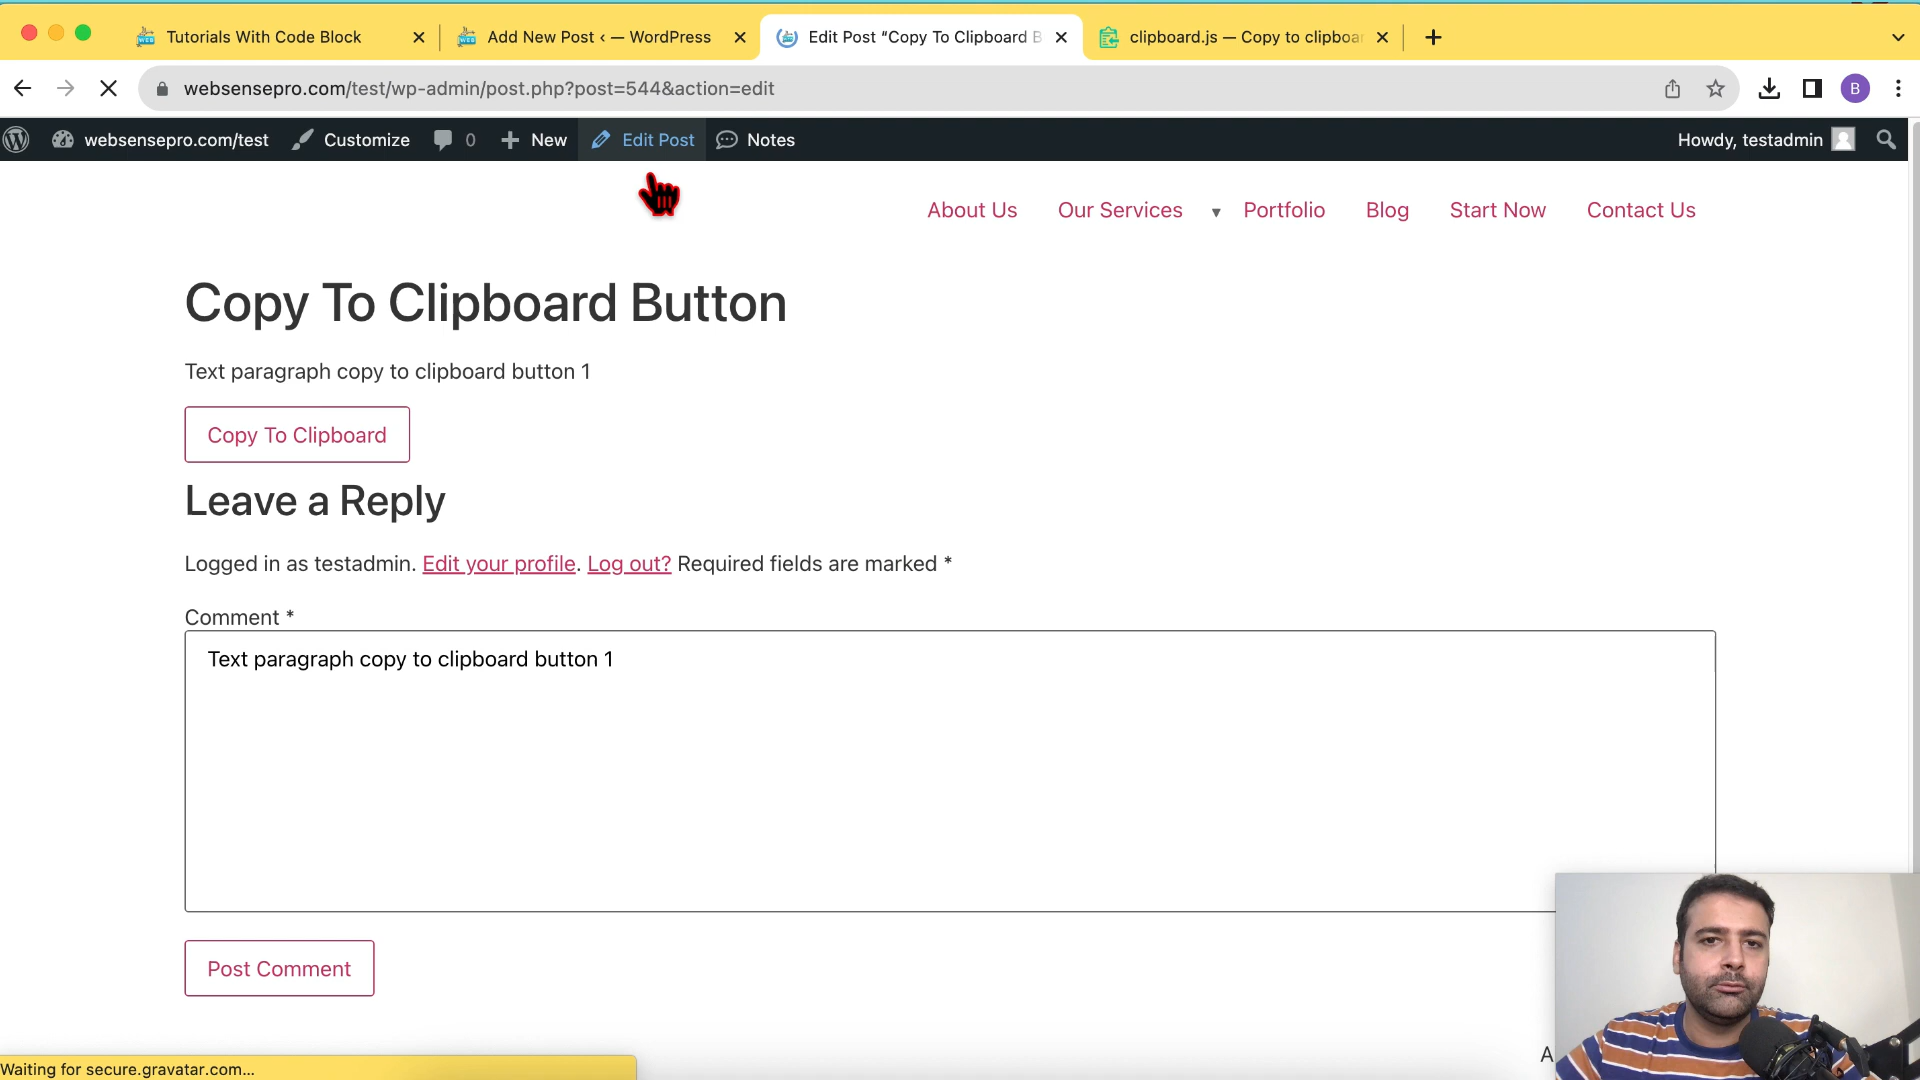 Tutorials With Code Block
Add New Post ‹ — WordPress
Edit Post "Copy To Clipboard B
clipboard.js — Copy to clipboar
websensepro.com/test/wp-admin/post.php?post=544&action=edit
B
websensepro.com/test
Customize
0
New
Edit Post
Notes
Howdy, testadmin
About Us
Our Services
Portfolio
Blog
Start Now
Contact Us
Copy To Clipboard Button
Text paragraph copy to clipboard button 1
Copy To Clipboard
Leave a Reply
Logged in as testadmin. Edit your profile. Log out? Required fields are marked *
Comment *
Text paragraph copy to clipboard button 1
Post Comment
A
Waiting for secure.gravatar.com...